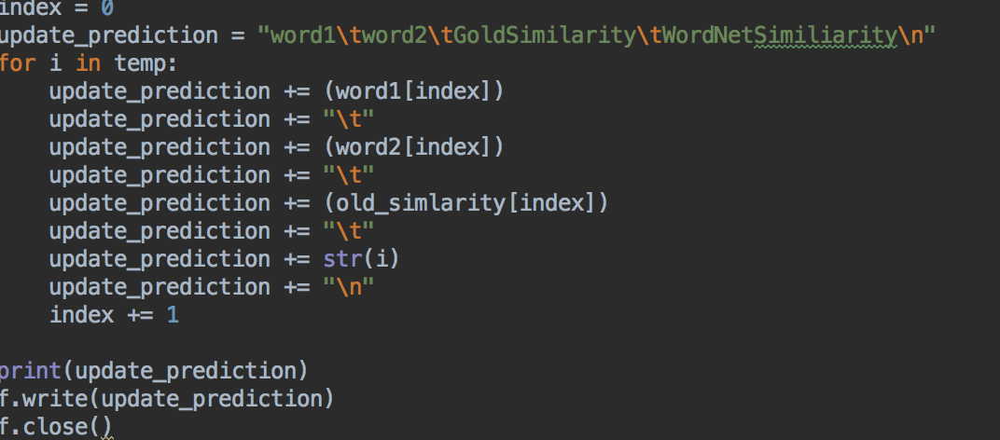 index = 0
update_prediction = "word1\tword2\tGoldSimilarity\tWordNetSimiliarity\n"
for i in temp:
    update_prediction += (word1[index])
    update_prediction += "\t"
    update_prediction += (word2[index])
    update_prediction += "\t"
    update_prediction += (old_simlarity[index])
    update_prediction += "\t"
    update_prediction += str(i)
    update_prediction += "\n"
    index += 1
print(update_prediction)
f.write(update_prediction)
f.close()